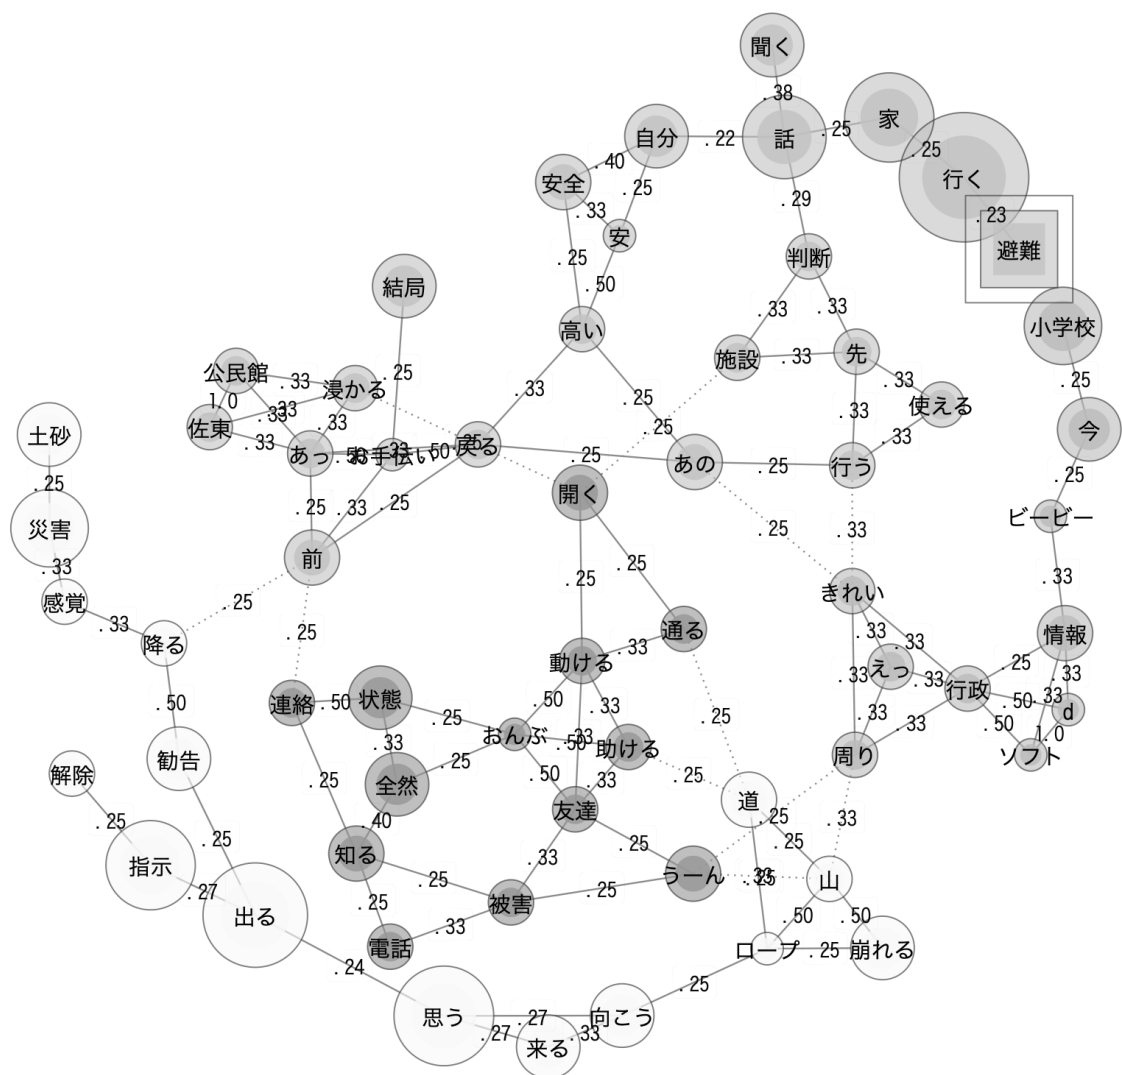 聞く
.38
家
自分
.22
話
.25
.25
.40
安全
行く
.25
.33
.29
.23
安
避難
判断
.25
.50
結局
.33
.33
小学校
高い
施設
.33
先
公民館
.33
浸かる
.25
.33
.25
.33
.25
使える
1.0
.33
.33
佐東
.33
.33
.33
.25
今
あっ
お手伝い
.50
戻る
.25
あの
.25
行う
土砂
.25
開く
.25
.25
.33
.25
ビービー
災害
.25
.33
前
.25
.33
.33
.25
.25
.33
きれい
感覚
.25
.33
降る
.25
通る
.33
.33
情報
動ける
.33
えっ
.25
.33
.33
.33
行政
.50
.33
連絡
.50
状態
.50
.33
d
.50
.25
.25
.33
.50
.33
おんぶ
.50
.33
助ける
1.0
勧告
.33
.25
周り
ソフト
解除
.25
全然
.50
.33
.25
道
友達
.25
.25
.40
.33
.25
.25
.25
知る
.33
指示
.25
うーん
.33
.25
山
.27
.25
.25
被害
出る
.33
.50
.50
電話
ロープ
.25
崩れる
.24
.25
思う
.27
向こう
.27
.33
来る